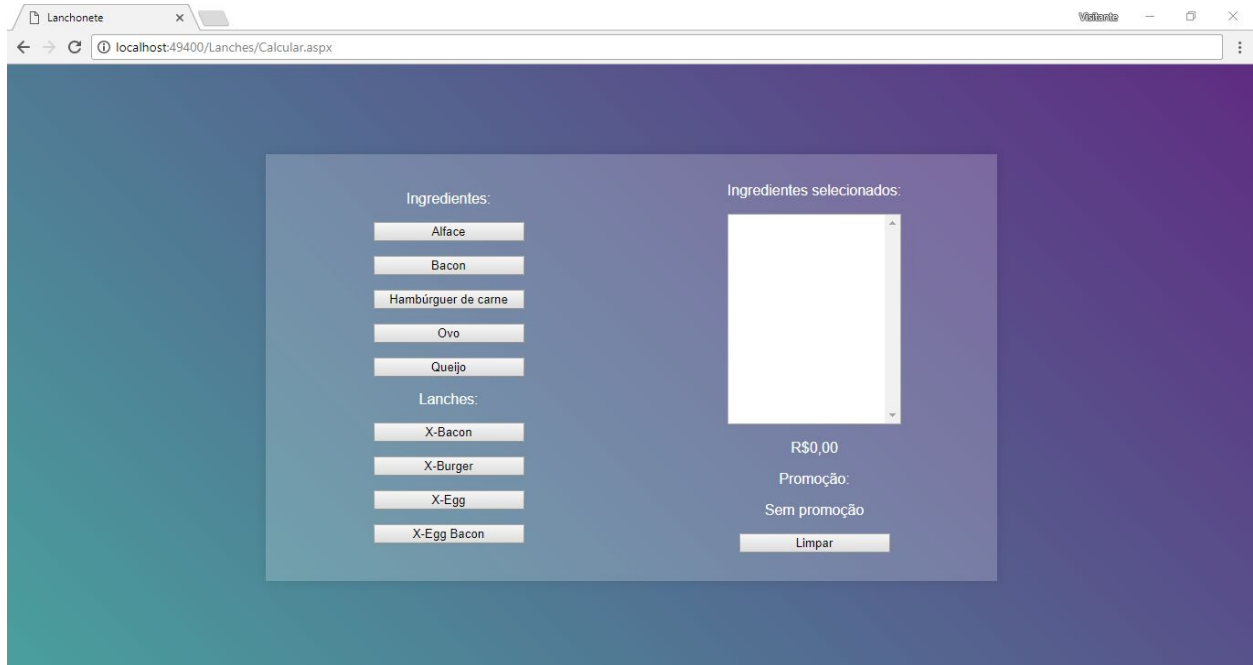 Lanchonete
Visitante
localhost:49400/Lanches/Calcular.aspx
Ingredientes:
Alface
Bacon
Hambúrguer de carne
Ovo
Queijo
Lanches:
X-Bacon
X-Burger
X-Egg
X-Egg Bacon
Ingredientes selecionados:
R$0,00
Promoção:
Sem promoção
Limpar